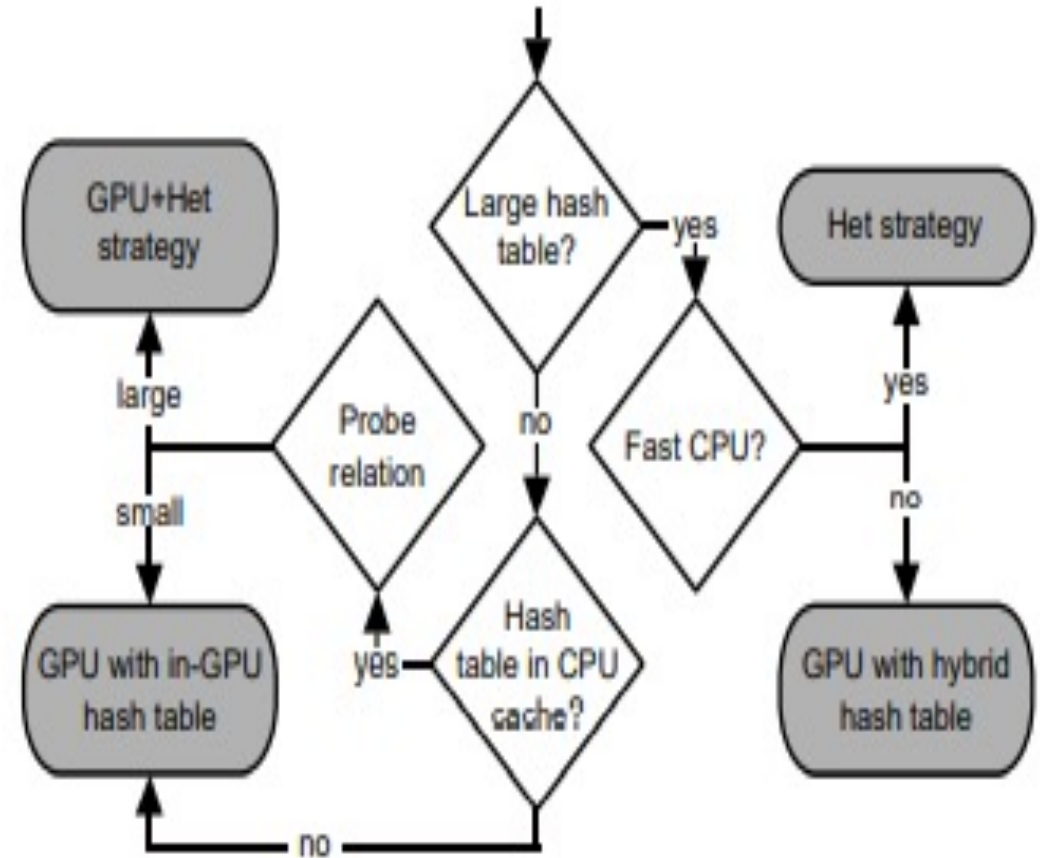 Large hash
table?
yes
Fast CPU?
yes
Het strategy
no
GPU with hybrid
hash table
no
Hash
table in CPU
cache?
yes
Probe
relation
large
GPU+Het
strategy
small
GPU with in-GPU
hash table
no